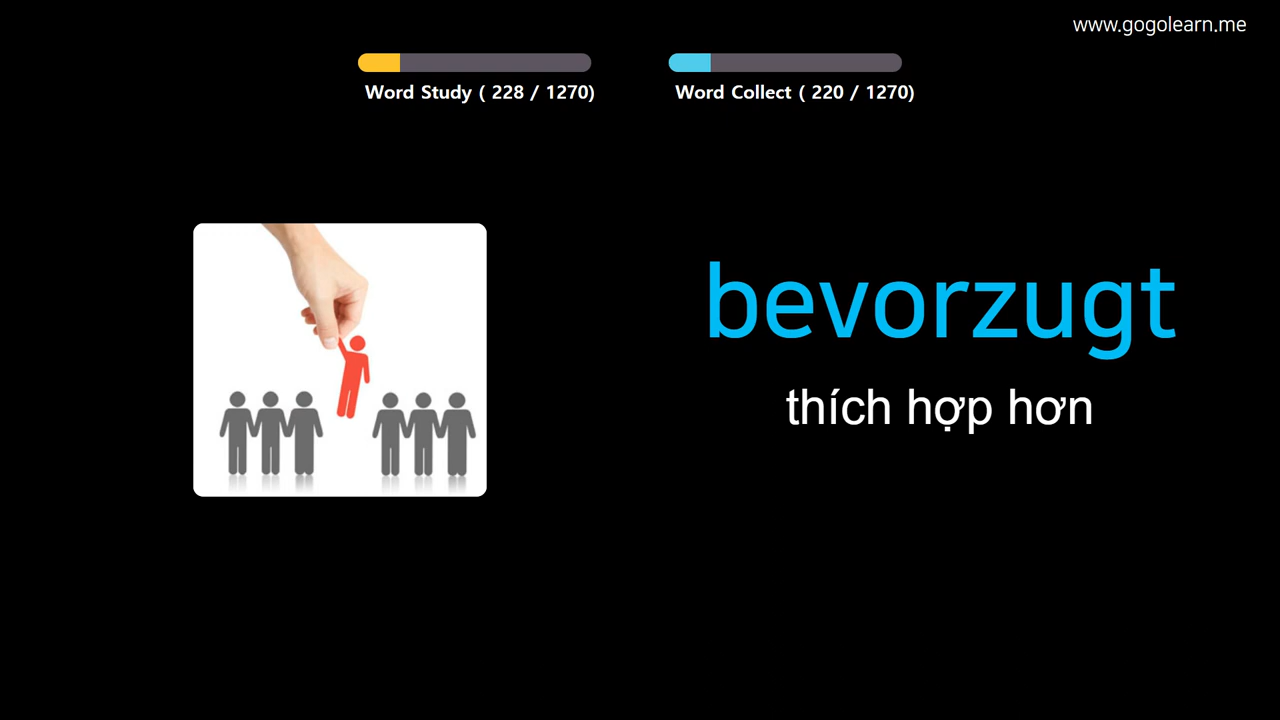 www.gogolearn.me
Word Study ( 228 / 1270)
Word Collect ( 220 / 1270)
bevorzugt
thích hợp hơn